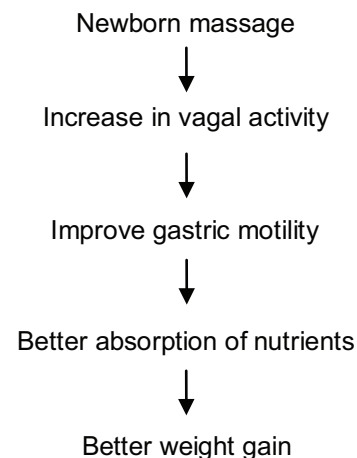 Newborn massage
Increase in vagal activity
Improve gastric motility
Better absorption of nutrients
Better weight gain